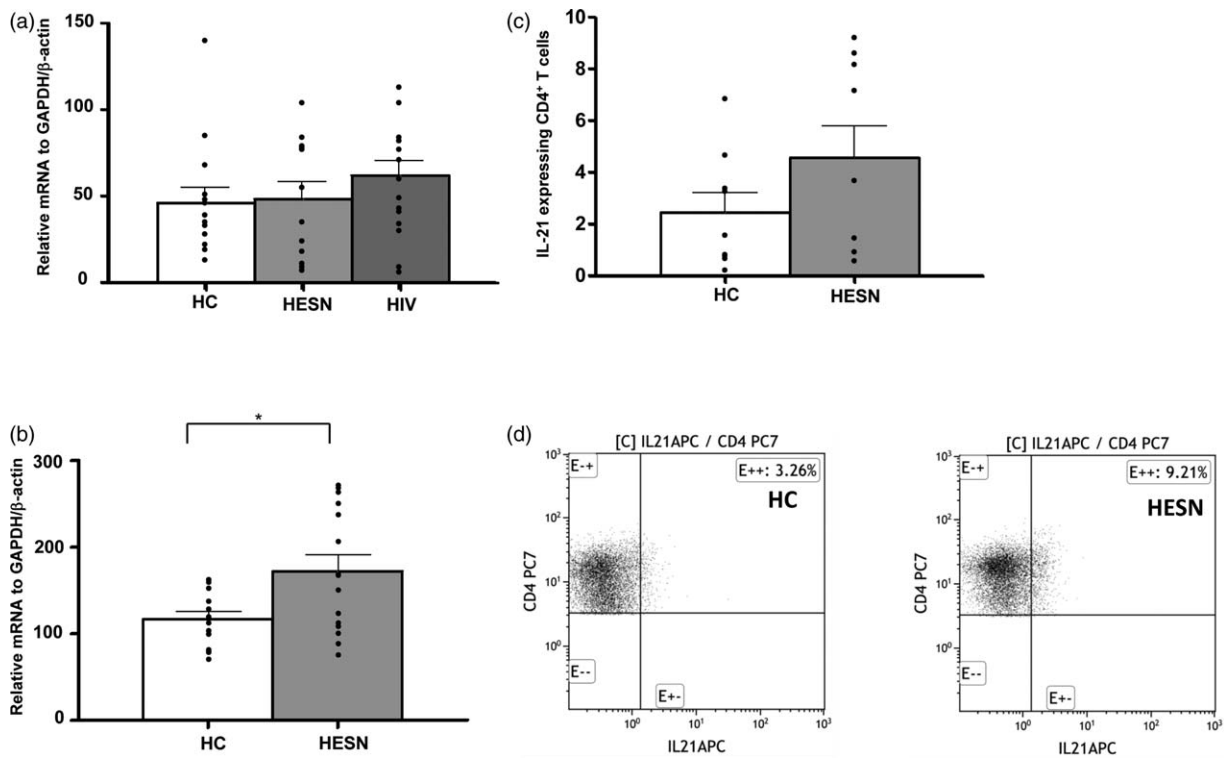 (a)
Relative mRNA to GAPDH/β-actin
150
100
50
0
HC HESN HIV
(c)
IL-21 expressing CD4⁺ T cells
10
8
6
4
2
0
HC HESN
(b)
*
Relative mRNA to GAPDH/β-actin
300
200
100
0
HC HESN
(d)
[C] IL21APC / CD4 PC7
E-+
E++: 3.26%
HC
CD4 PC7
10³
10²
10¹
10⁰
E--
E+-
10⁰ 10¹ 10² 10³
IL21APC
[C] IL21APC / CD4 PC7
E-+
E++: 9.21%
HESN
CD4 PC7
10³
10²
10¹
10⁰
E--
E+-
10⁰ 10¹ 10² 10³
IL21APC